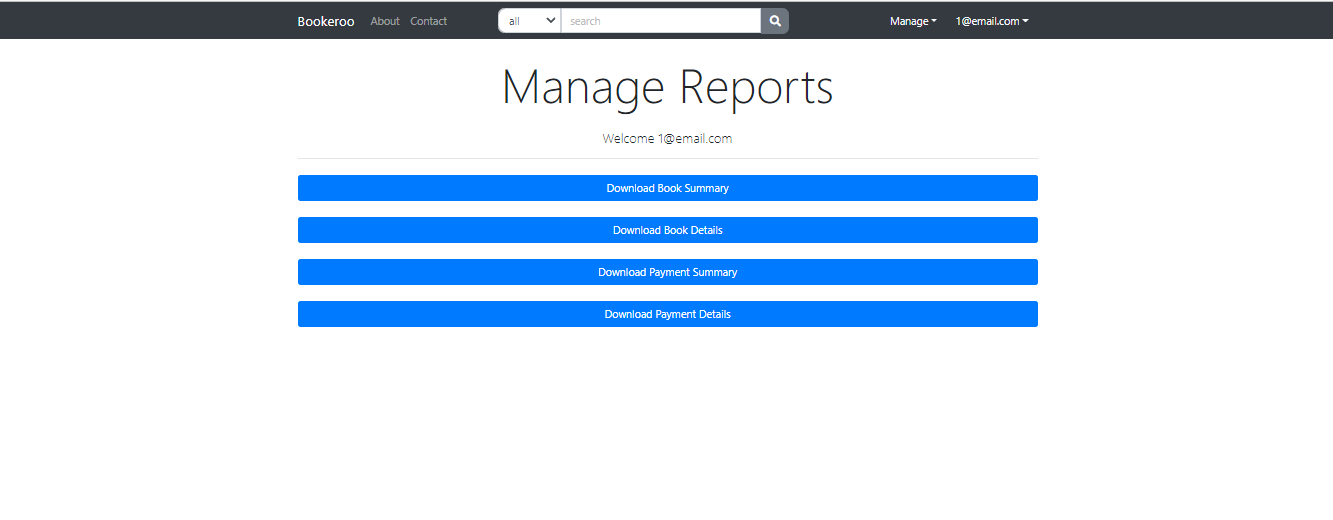 Bookeroo About Contact all search Manage 1@email.com
Manage Reports
Welcome 1@email.com
Download Book Summary
Download Book Details
Download Payment Summary
Download Payment Details